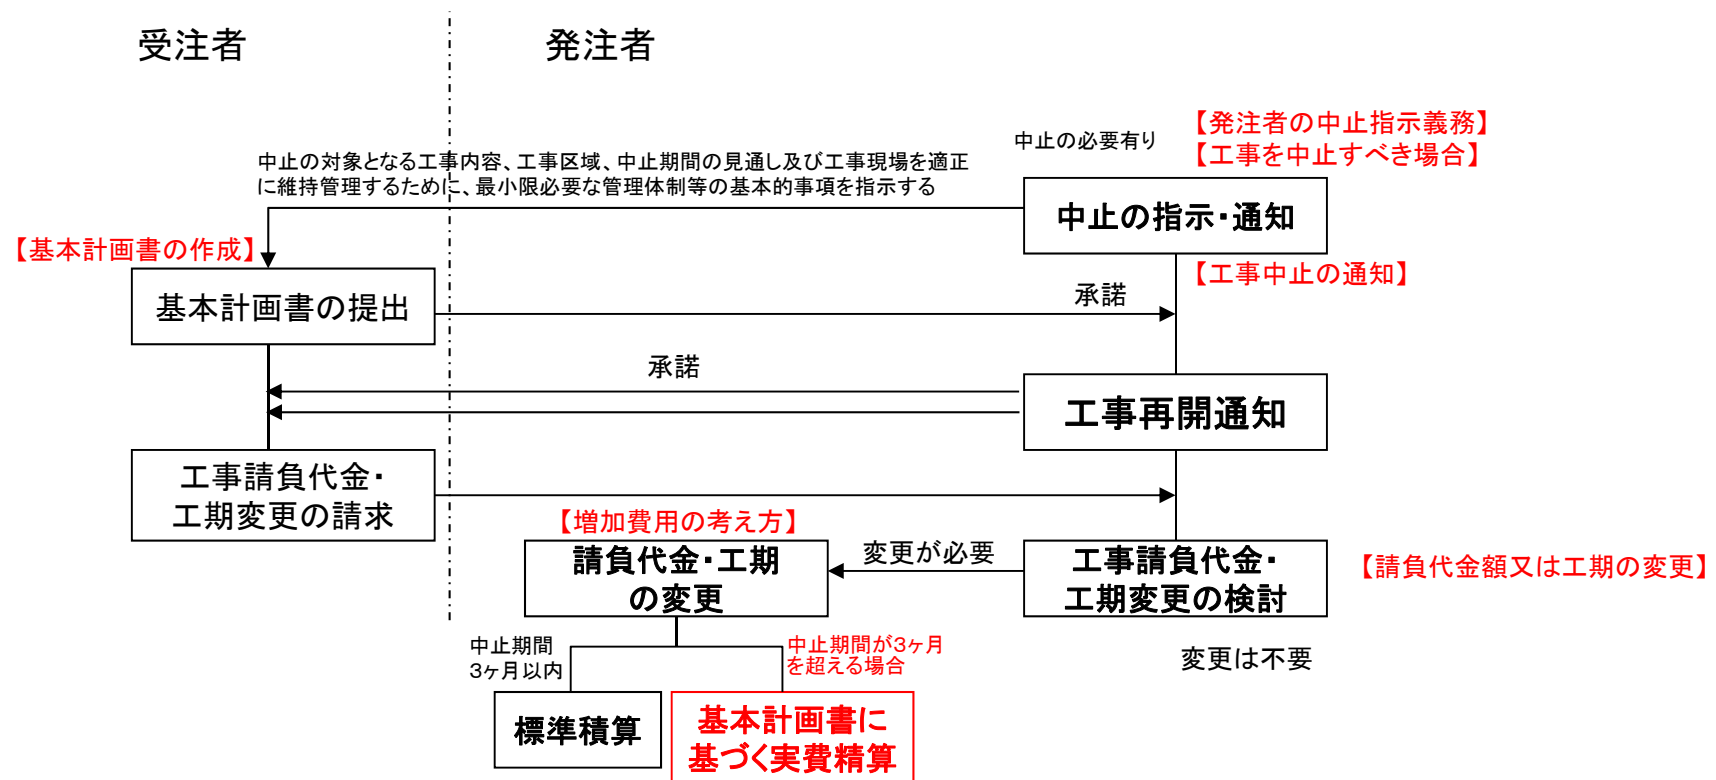 受注者
発注者
【発注者の中止指示義務】
中止の必要有り
【工事を中止すべき場合】
中止の対象となる工事内容、工事区域、中止期間の見通し及び工事現場を適正
に維持管理するために、最小限必要な管理体制等の基本的事項を指示する
中止の指示・通知
【基本計画書の作成】
【工事中止の通知】
基本計画書の提出
承諾
承諾
工事再開通知
工事請負代金・
工期変更の請求
【増加費用の考え方】
請負代金・工期
の変更
変更が必要
工事請負代金・
工期変更の検討
【請負代金額又は工期の変更】
中止期間
3ヶ月以内
中止期間が3ヶ月
を超える場合
変更は不要
標準積算
基本計画書に
基づく実費精算